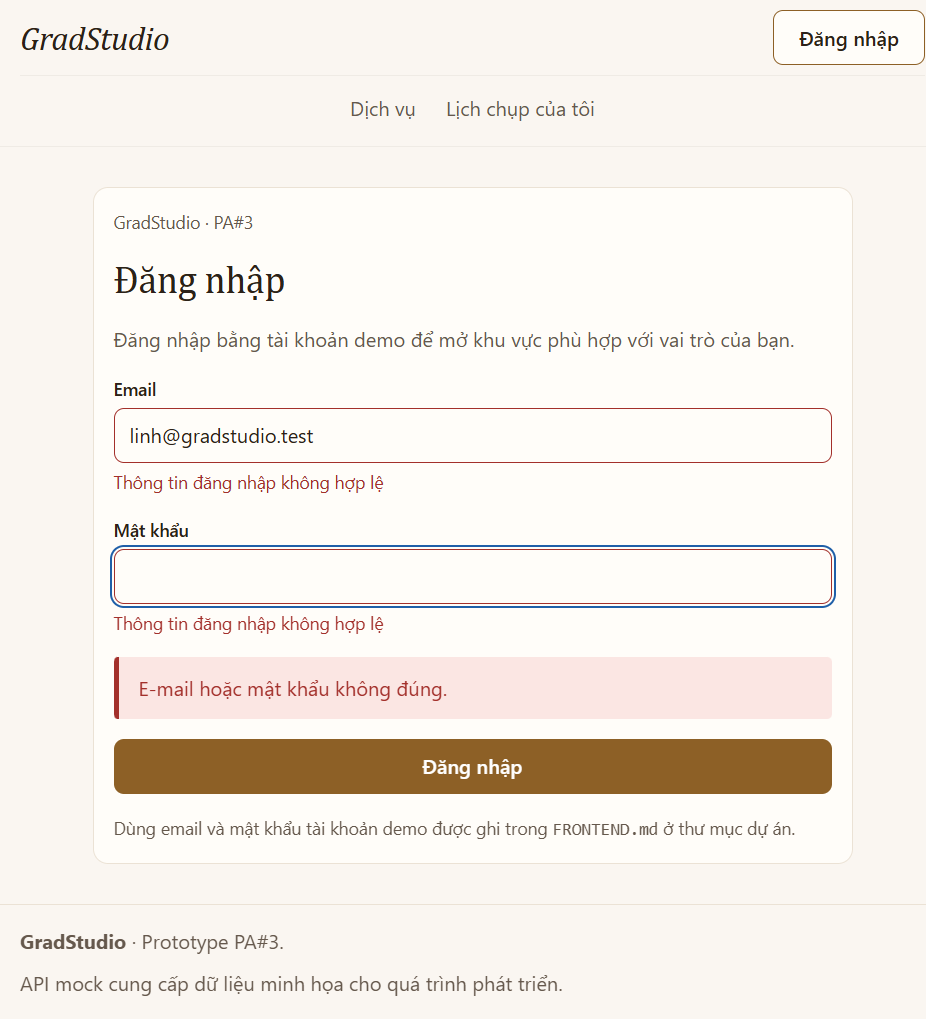 GradStudio
Đăng nhập
Dịch vụ
Lịch chụp của tôi
GradStudio · PA#3
Đăng nhập
Đăng nhập bằng tài khoản demo để mở khu vực phù hợp với vai trò của bạn.
Email
linh@gradstudio.test
Thông tin đăng nhập không hợp lệ
Mật khẩu
Thông tin đăng nhập không hợp lệ
E-mail hoặc mật khẩu không đúng.
Đăng nhập
Dùng email và mật khẩu tài khoản demo được ghi trong FRONTEND.md ở thư mục dự án.
GradStudio · Prototype PA#3.
API mock cung cấp dữ liệu minh họa cho quá trình phát triển.